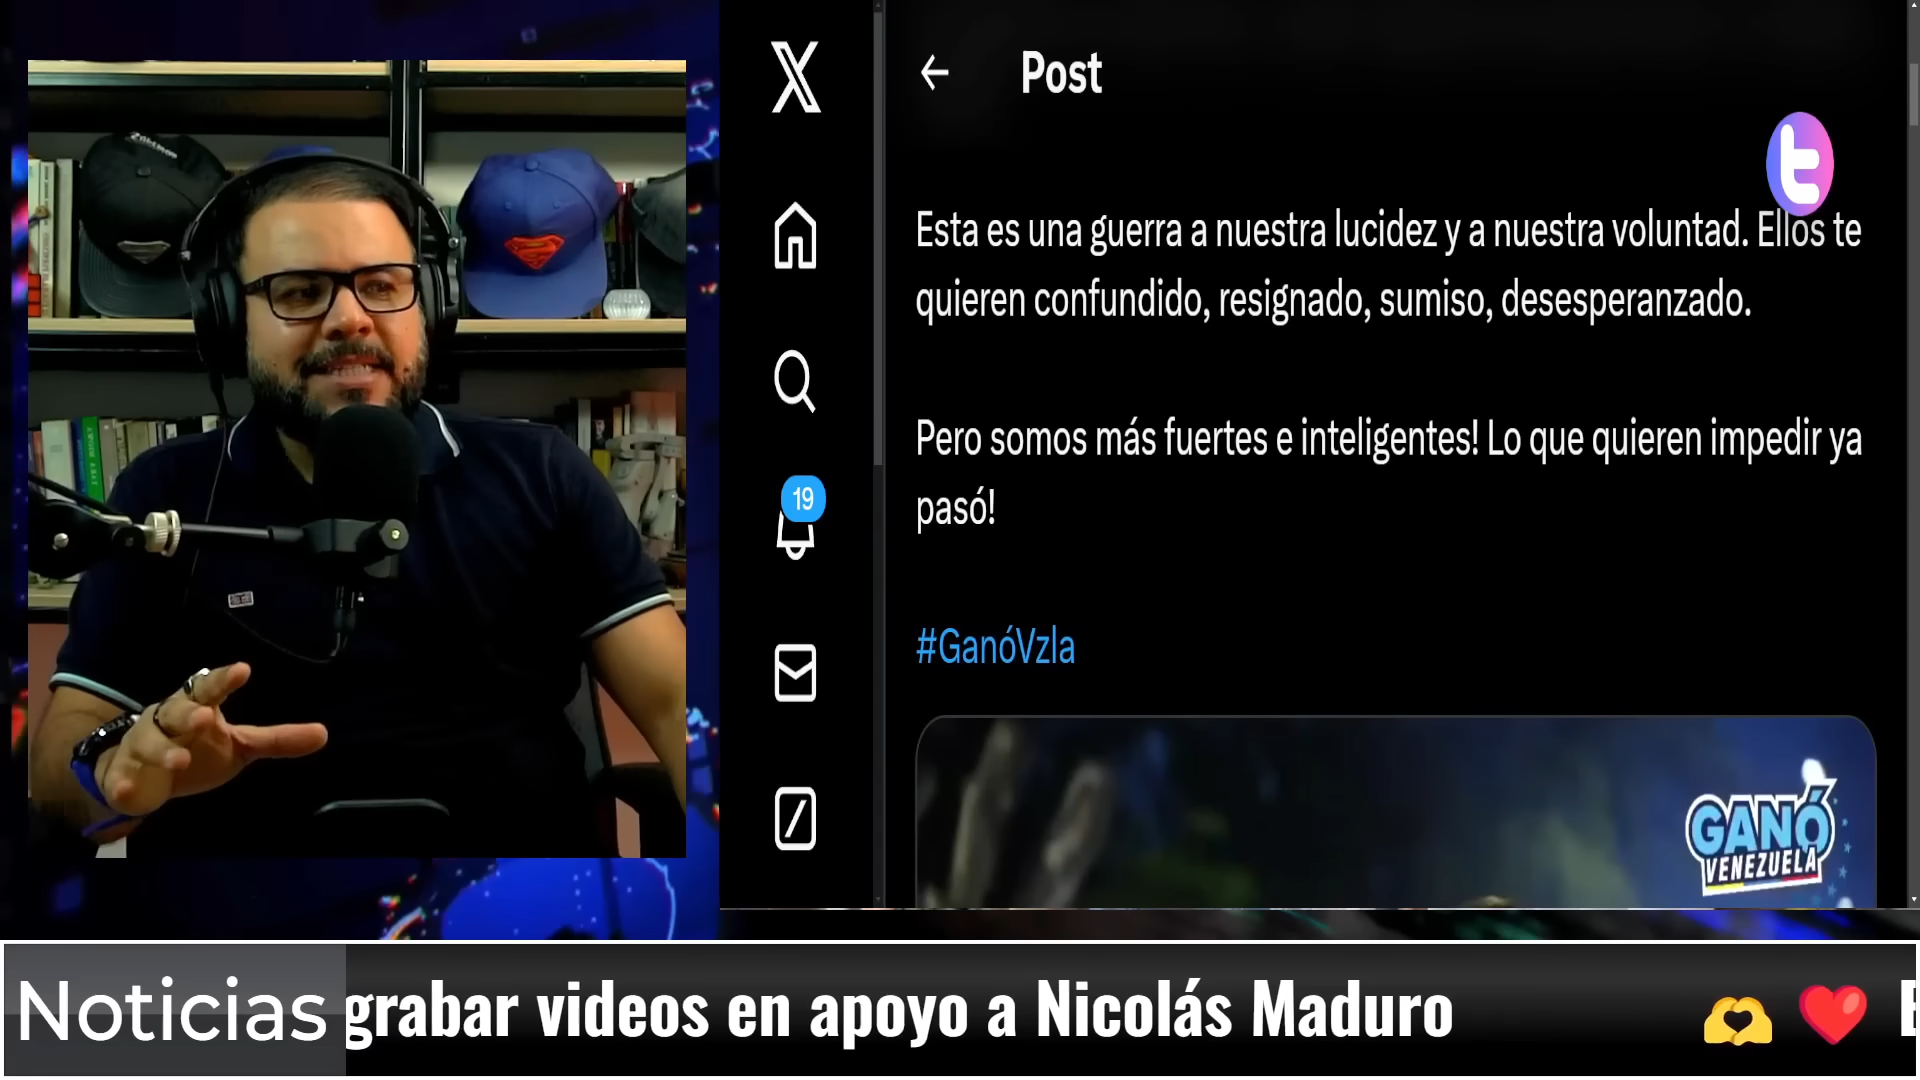 Post
Esta es una guerra a nuestra lucidez y a nuestra voluntad. Ellos te
quieren confundido, resignado, sumiso, desesperanzado.
Pero somos más fuertes e inteligentes! Lo que quieren impedir ya
pasó!
#GanóVzla
19
GANÓ
VENEZUELA
Noticias grabar videos en apoyo a Nicolás Maduro 🫶 ❤️ E